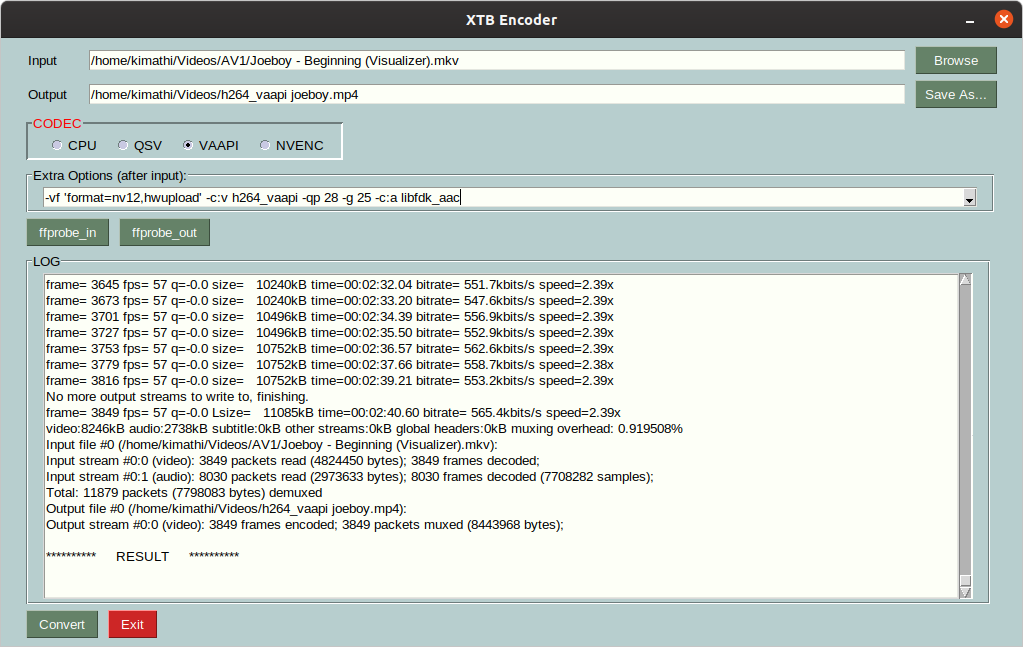 XTB Encoder
Input /home/kimathi/Videos/AV1/Joeboy - Beginning (Visualizer).mkv Browse
Output /home/kimathi/Videos/h264_vaapi joeboy.mp4 Save As...
CODEC
CPU QSV VAAPI NVENC
Extra Options (after input):
-vf 'format=nv12,hwupload' -c:v h264_vaapi -qp 28 -g 25 -c:a libfdk_aac
ffprobe_in ffprobe_out
LOG
frame= 3645 fps= 57 q=-0.0 size= 10240kB time=00:02:32.04 bitrate= 551.7kbits/s speed=2.39x
frame= 3673 fps= 57 q=-0.0 size= 10240kB time=00:02:33.20 bitrate= 547.6kbits/s speed=2.39x
frame= 3701 fps= 57 q=-0.0 size= 10496kB time=00:02:34.39 bitrate= 556.9kbits/s speed=2.39x
frame= 3727 fps= 57 q=-0.0 size= 10496kB time=00:02:35.50 bitrate= 552.9kbits/s speed=2.39x
frame= 3753 fps= 57 q=-0.0 size= 10752kB time=00:02:36.57 bitrate= 562.6kbits/s speed=2.39x
frame= 3779 fps= 57 q=-0.0 size= 10752kB time=00:02:37.66 bitrate= 558.7kbits/s speed=2.38x
frame= 3816 fps= 57 q=-0.0 size= 10752kB time=00:02:39.21 bitrate= 553.2kbits/s speed=2.39x
No more output streams to write to, finishing.
frame= 3849 fps= 57 q=-0.0 Lsize= 11085kB time=00:02:40.60 bitrate= 565.4kbits/s speed=2.39x
video:8246kB audio:2738kB subtitle:0kB other streams:0kB global headers:0kB muxing overhead: 0.919508%
Input file #0 (/home/kimathi/Videos/AV1/Joeboy - Beginning (Visualizer).mkv):
Input stream #0:0 (video): 3849 packets read (4824450 bytes); 3849 frames decoded;
Input stream #0:1 (audio): 8030 packets read (2973633 bytes); 8030 frames decoded (7708282 samples);
Total: 11879 packets (7798083 bytes) demuxed
Output file #0 (/home/kimathi/Videos/h264_vaapi joeboy.mp4):
Output stream #0:0 (video): 3849 frames encoded; 3849 packets muxed (8443968 bytes);
********** RESULT **********
Convert Exit